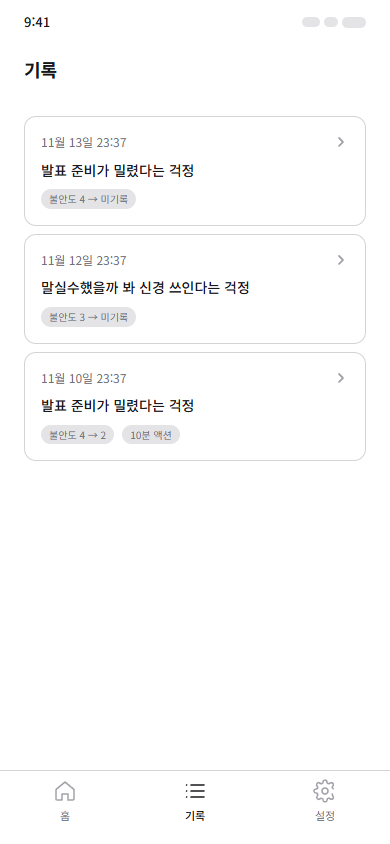 9:41
기록
11월 13일 23:37
발표 준비가 밀렸다는 걱정
불안도 4 → 미기록
11월 12일 23:37
말실수했을까 봐 신경 쓰인다는 걱정
불안도 3 → 미기록
11월 10일 23:37
발표 준비가 밀렸다는 걱정
불안도 4 → 2 10분 액션
홈 기록 설정